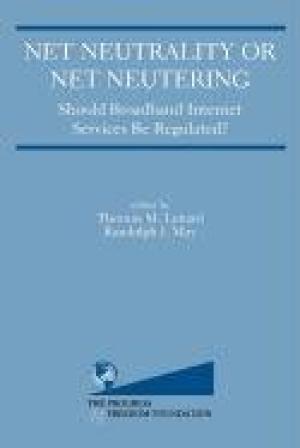 NET NEUTRALITY OR
NET NEUTERING
Should Broadband Internet
Services Be Regulated?
edited by
Thomas M. Lenard
Randolph J. May
THE PROGRESS
FREEDOM FOUNDATION